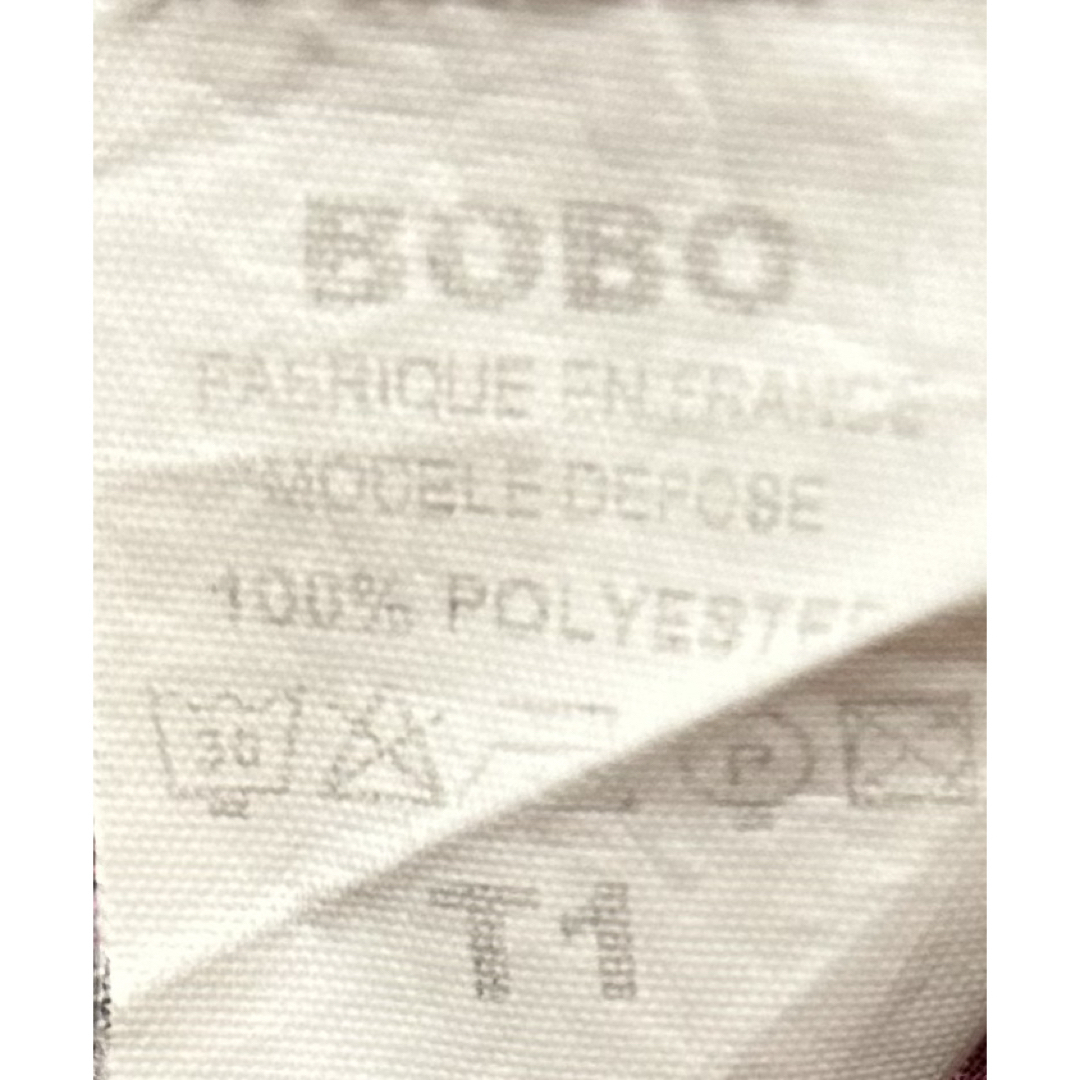 BOBO
FABRIQUE EN FRANCE
MODELE DEPOSE
100% POLYESTER
30 P
T1